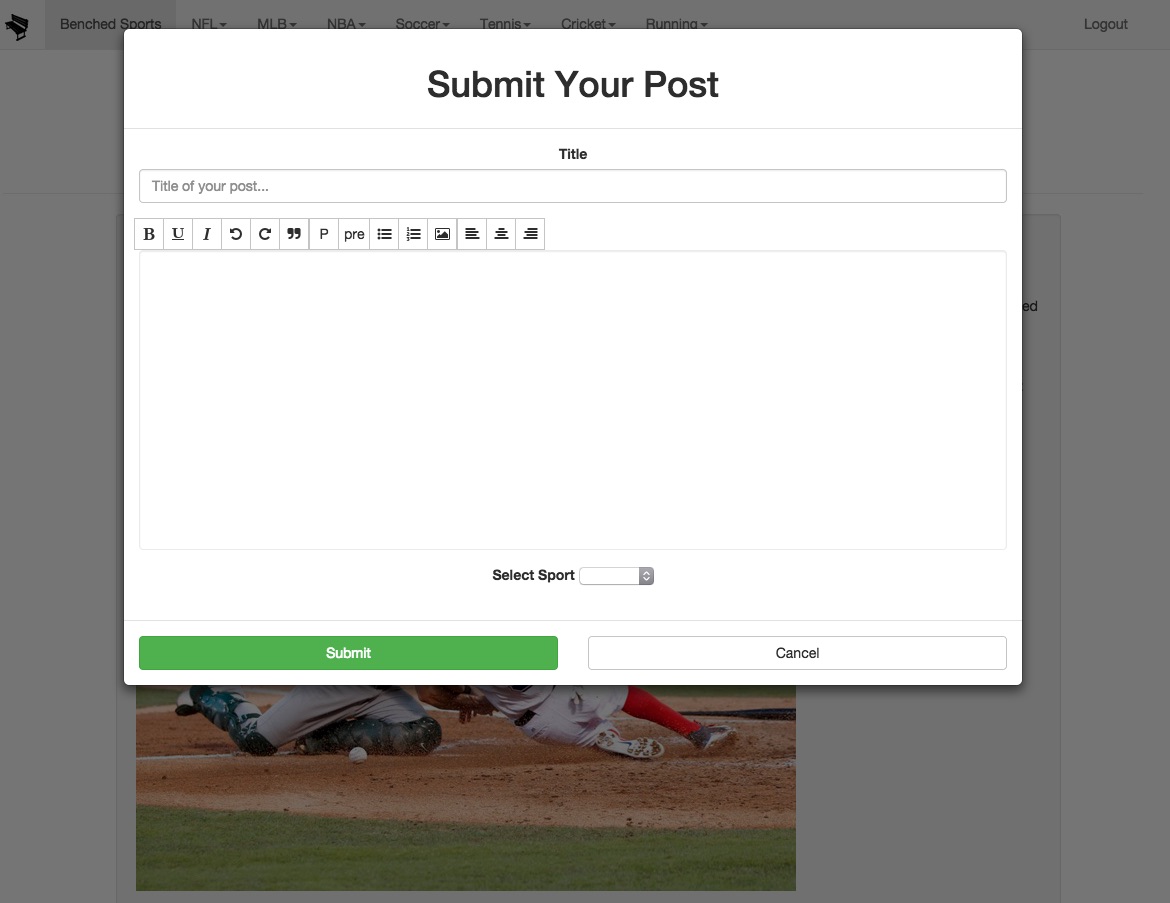 Benched Sports NFL MLB NBA Soccer Tennis Cricket Running Logout
Submit Your Post
Title
Title of your post...
B U I P pre
ed
Select Sport
Submit Cancel